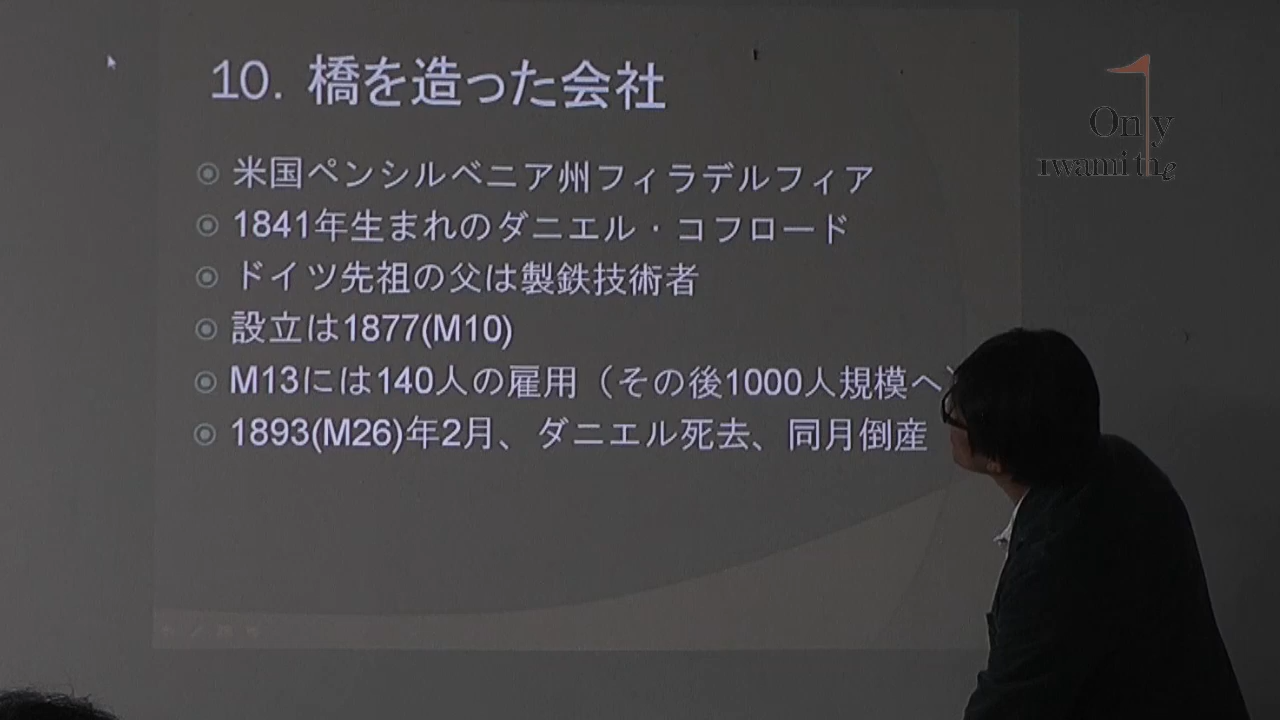 10. 橋を造った会社
米国ペンシルベニア州フィラデルフィア
1841年生まれのダニエル・コフロード
ドイツ先祖の父は製鉄技術者
設立は1877(M10)
M13には140人の雇用（その後1000人規模へ）
1893(M26)年2月、ダニエル死去、同月倒産
Only
Iwami the